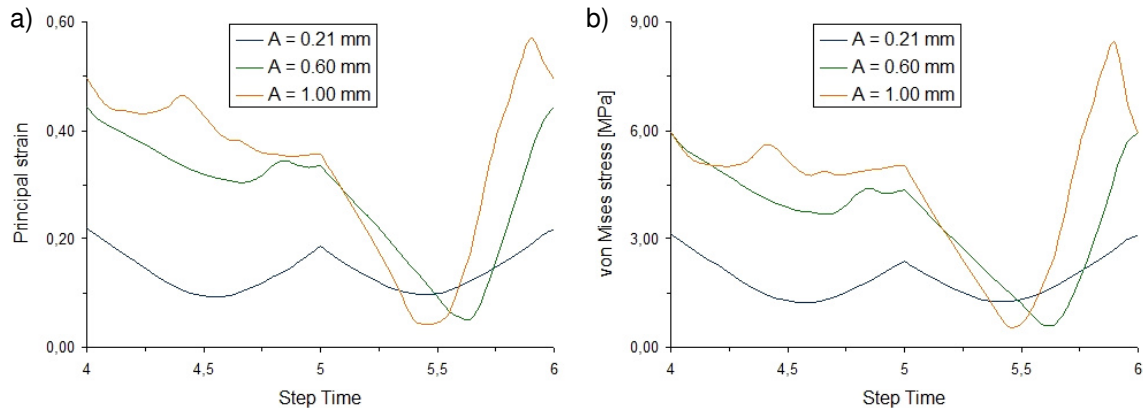 a)
0,60
0,40
0,20
0,00
Principal strain
A = 0.21 mm
A = 0.60 mm
A = 1.00 mm
4
4,5
5
5,5
6
Step Time
b)
9,00
6,00
3,00
0,00
von Mises stress [MPa]
A = 0.21 mm
A = 0.60 mm
A = 1.00 mm
4
4,5
5
5,5
6
Step Time